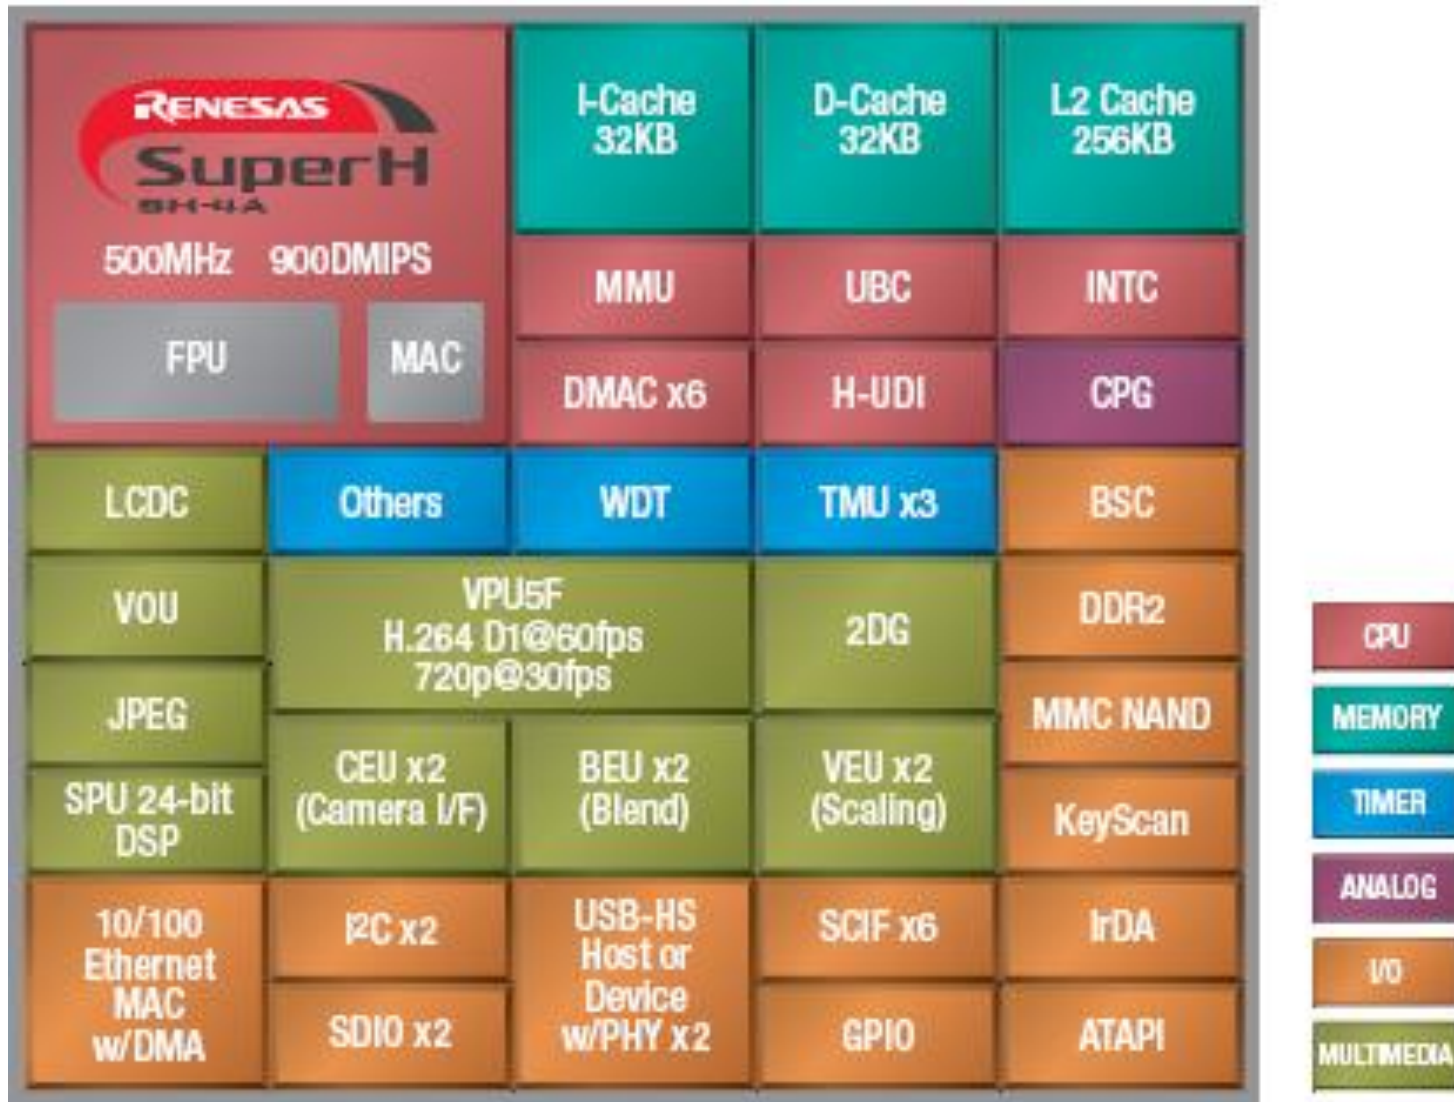 RENESAS
SuperH
SH-4A
500MHz 900DMIPS
FPU
MAC
I-Cache
32KB
D-Cache
32KB
L2 Cache
256KB
MMU
UBC
INTC
DMAC x6
H-UDI
CPG
LCDC
Others
WDT
TMU x3
BSC
VOU
VPU5F
H.264 D1@60fps
720p@30fps
2DG
DDR2
JPEG
MMC NAND
SPU 24-bit
DSP
CEU x2
(Camera I/F)
BEU x2
(Blend)
VEU x2
(Scaling)
KeyScan
10/100
Ethernet
MAC
w/DMA
I²C x2
SDIO x2
USB-HS
Host or
Device
w/PHY x2
SCIF x6
GPIO
IrDA
ATAPI
CPU
MEMORY
TIMER
ANALOG
I/O
MULTIMEDIA